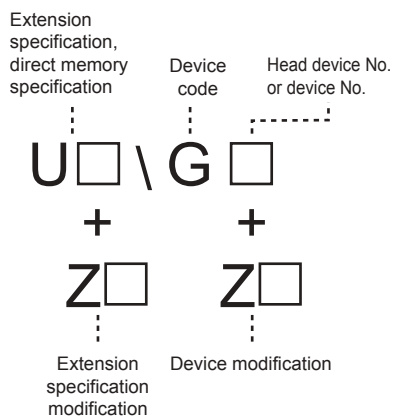 Extension
specification,
direct memory
specification
Device
code
Head device No.
or device No.
U□ \ G □
+ +
Z□ Z□
Extension
specification
modification
Device modification